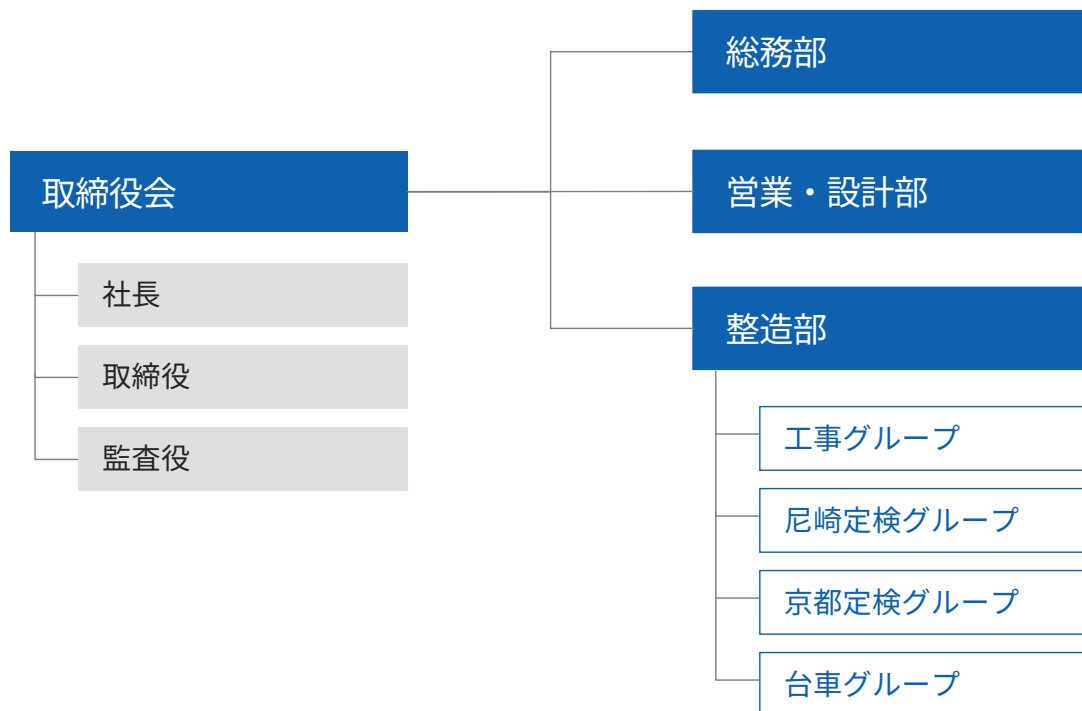 取締役会
社長
取締役
監査役
総務部
営業・設計部
整造部
工事グループ
尼崎定検グループ
京都定検グループ
台車グループ